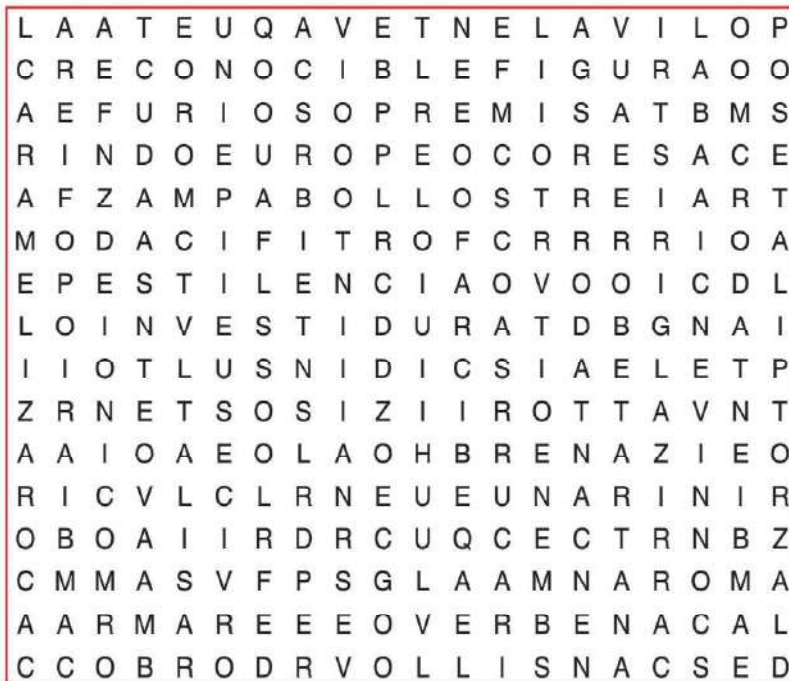 L A A T E U Q A V E T N E L A V I L O P
C R E C O N O C I B L E F I G U R A O O
A E F U R I O S O P R E M I S A T B M S
R I N D O E U R O P E O C O R E S A C E
A F Z A M P A B O L L O S T R E I A R T
M O D A C I F I T R O F C R R R R I O A
E P E S T I L E N C I A O V O O I C D L
L O I N V E S T I D U R A T D B G N A I
I I O T L U S N I D I C S I A E L E T P
Z R N E T S O S I Z I I R O T T A V N T
A A I O A E O L A O H B R E N A Z I E O
R I C V L C L R N E U E U N A R I N I R
O B O A I I R D R C U Q C E C T R N B Z
C M M A S V F P S G L A A M N A R O M A
A A R M A R E E E O V E R B E N A C A L
C C O B R O D R V O L L I S N A C S E D